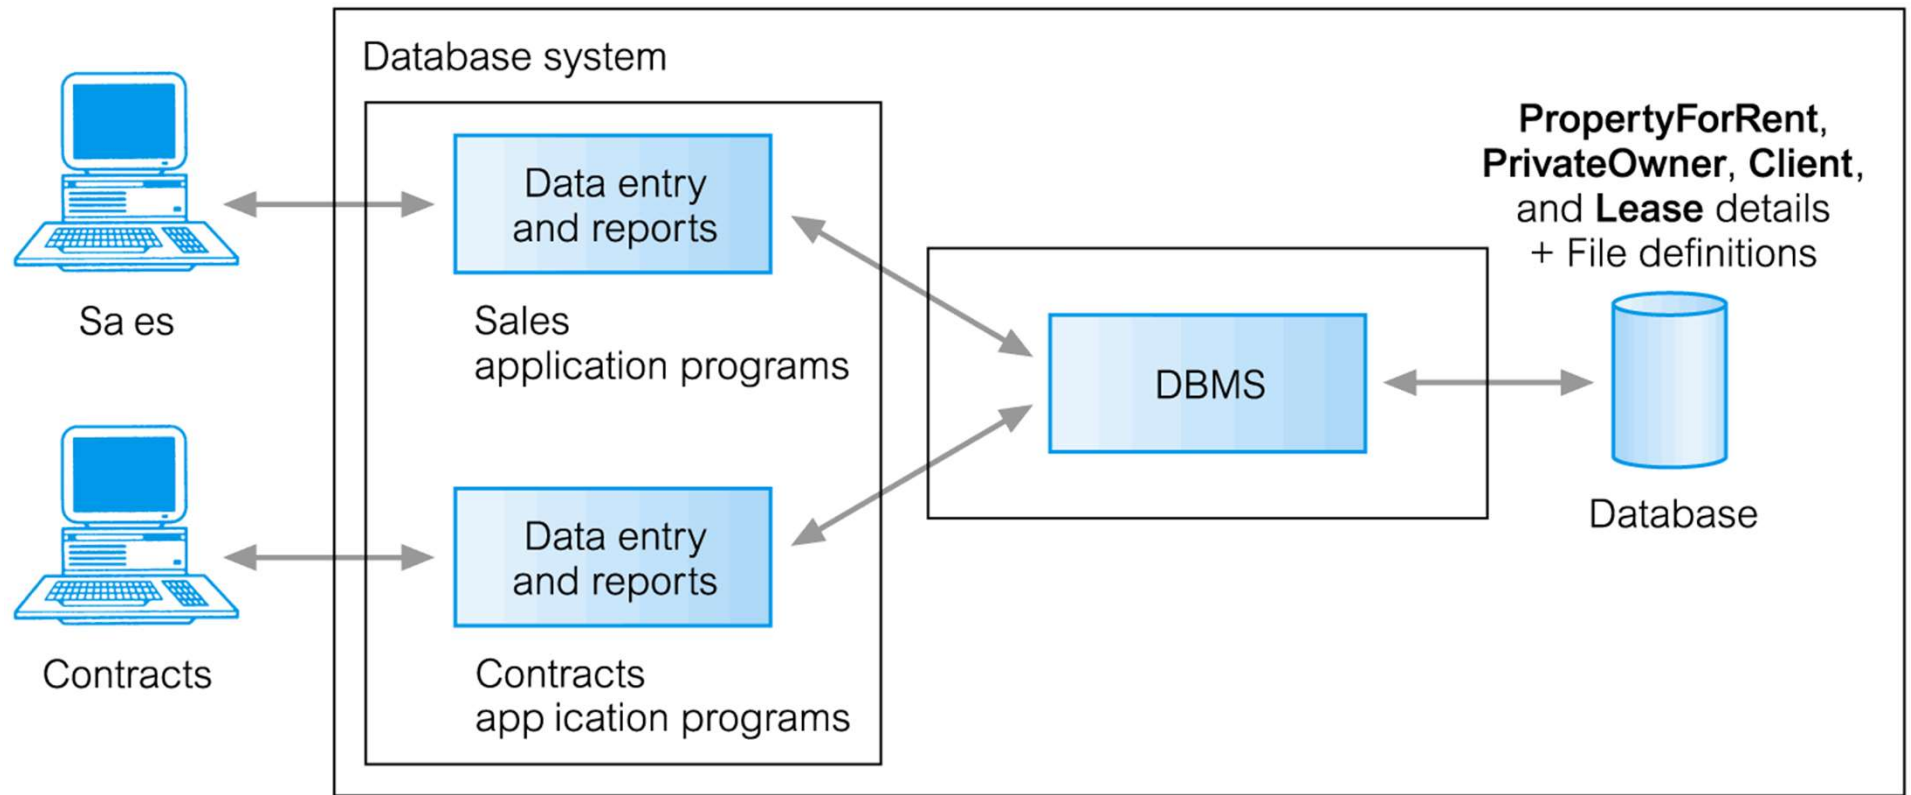 Database system
PropertyForRent,
PrivateOwner, Client,
and Lease details
+ File definitions
Data entry
and reports
Sa es
Sales
application programs
DBMS
Database
Data entry
and reports
Contracts
Contracts
app ication programs